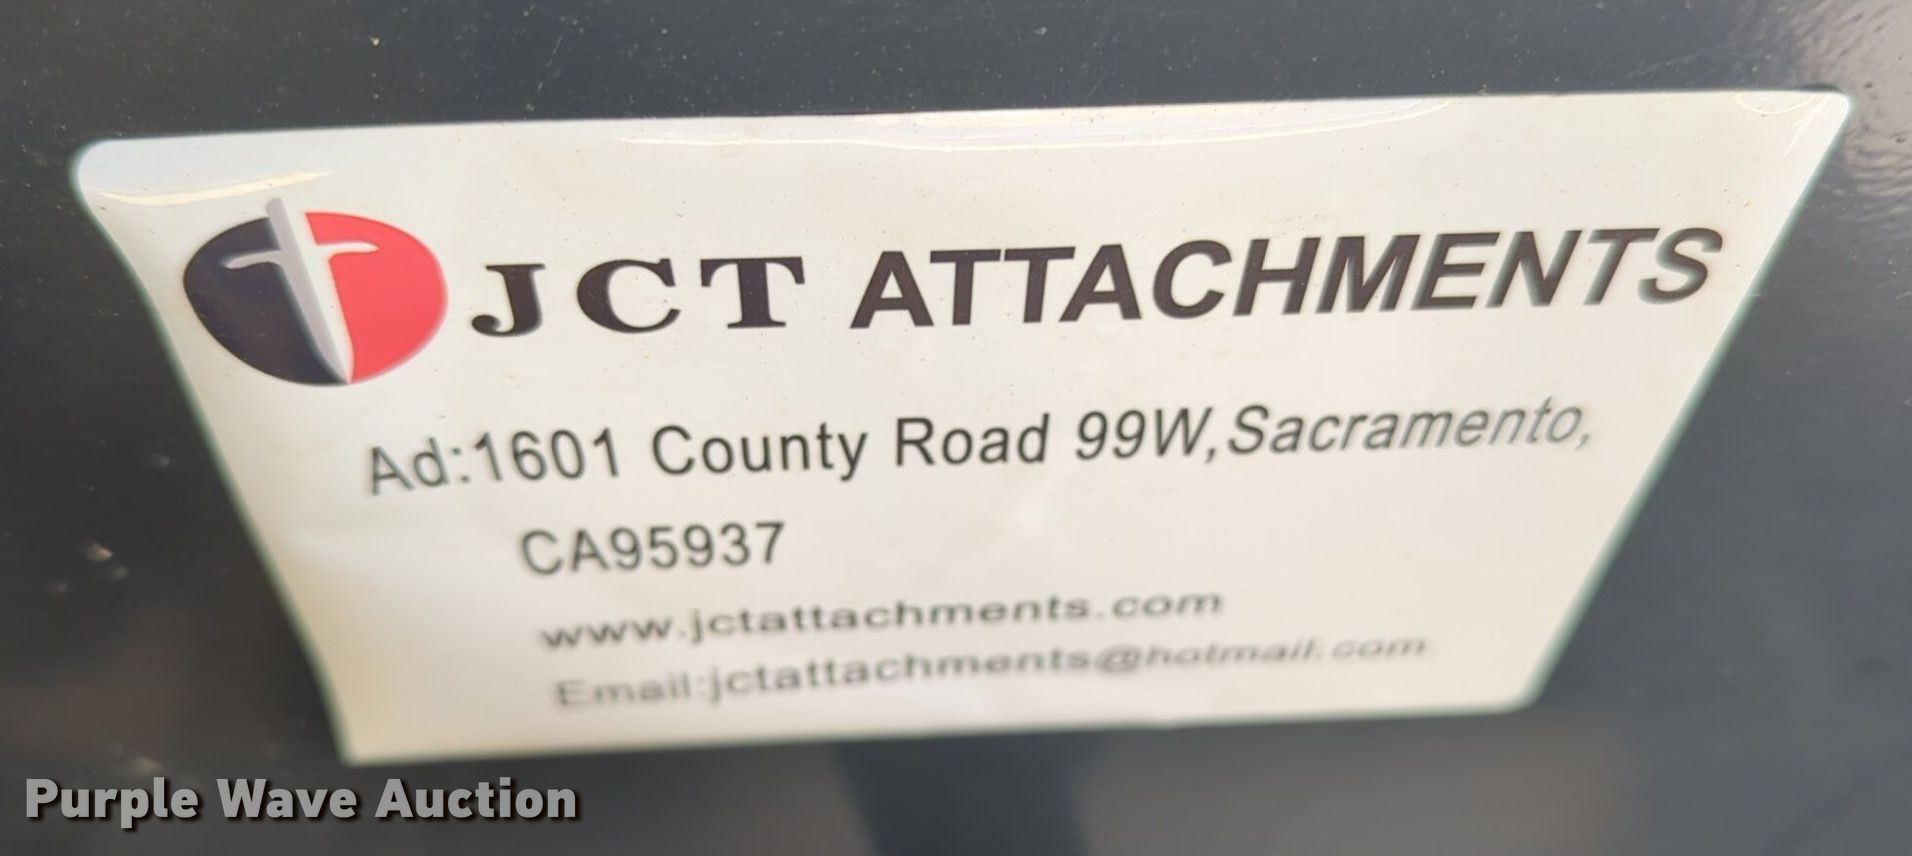 JCT ATTACHMENTS
Ad:1601 County Road 99W,Sacramento,
CA95937
www.jctattachments.com
Email:jctattachments@hotmail.com
Purple Wave Auction